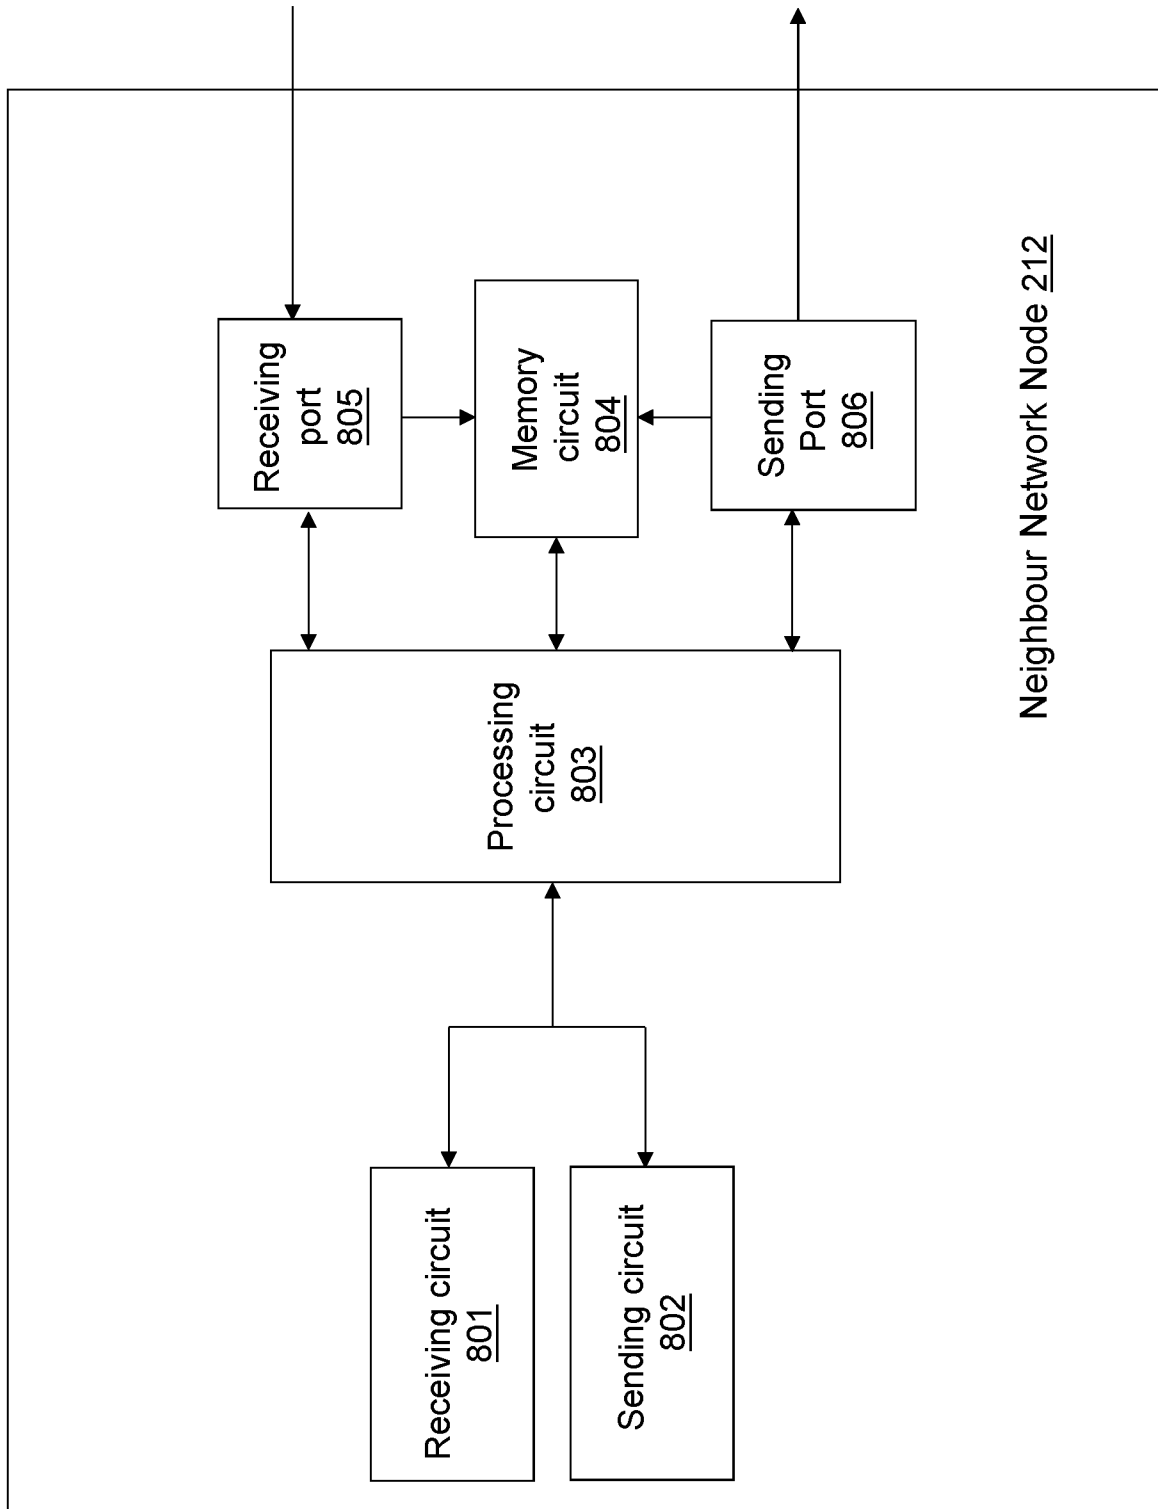 Receiving circuit
801
Sending circuit
802
Processing
circuit
803
Receiving
port
805
Memory
circuit
804
Sending
Port
806
Neighbour Network Node 212